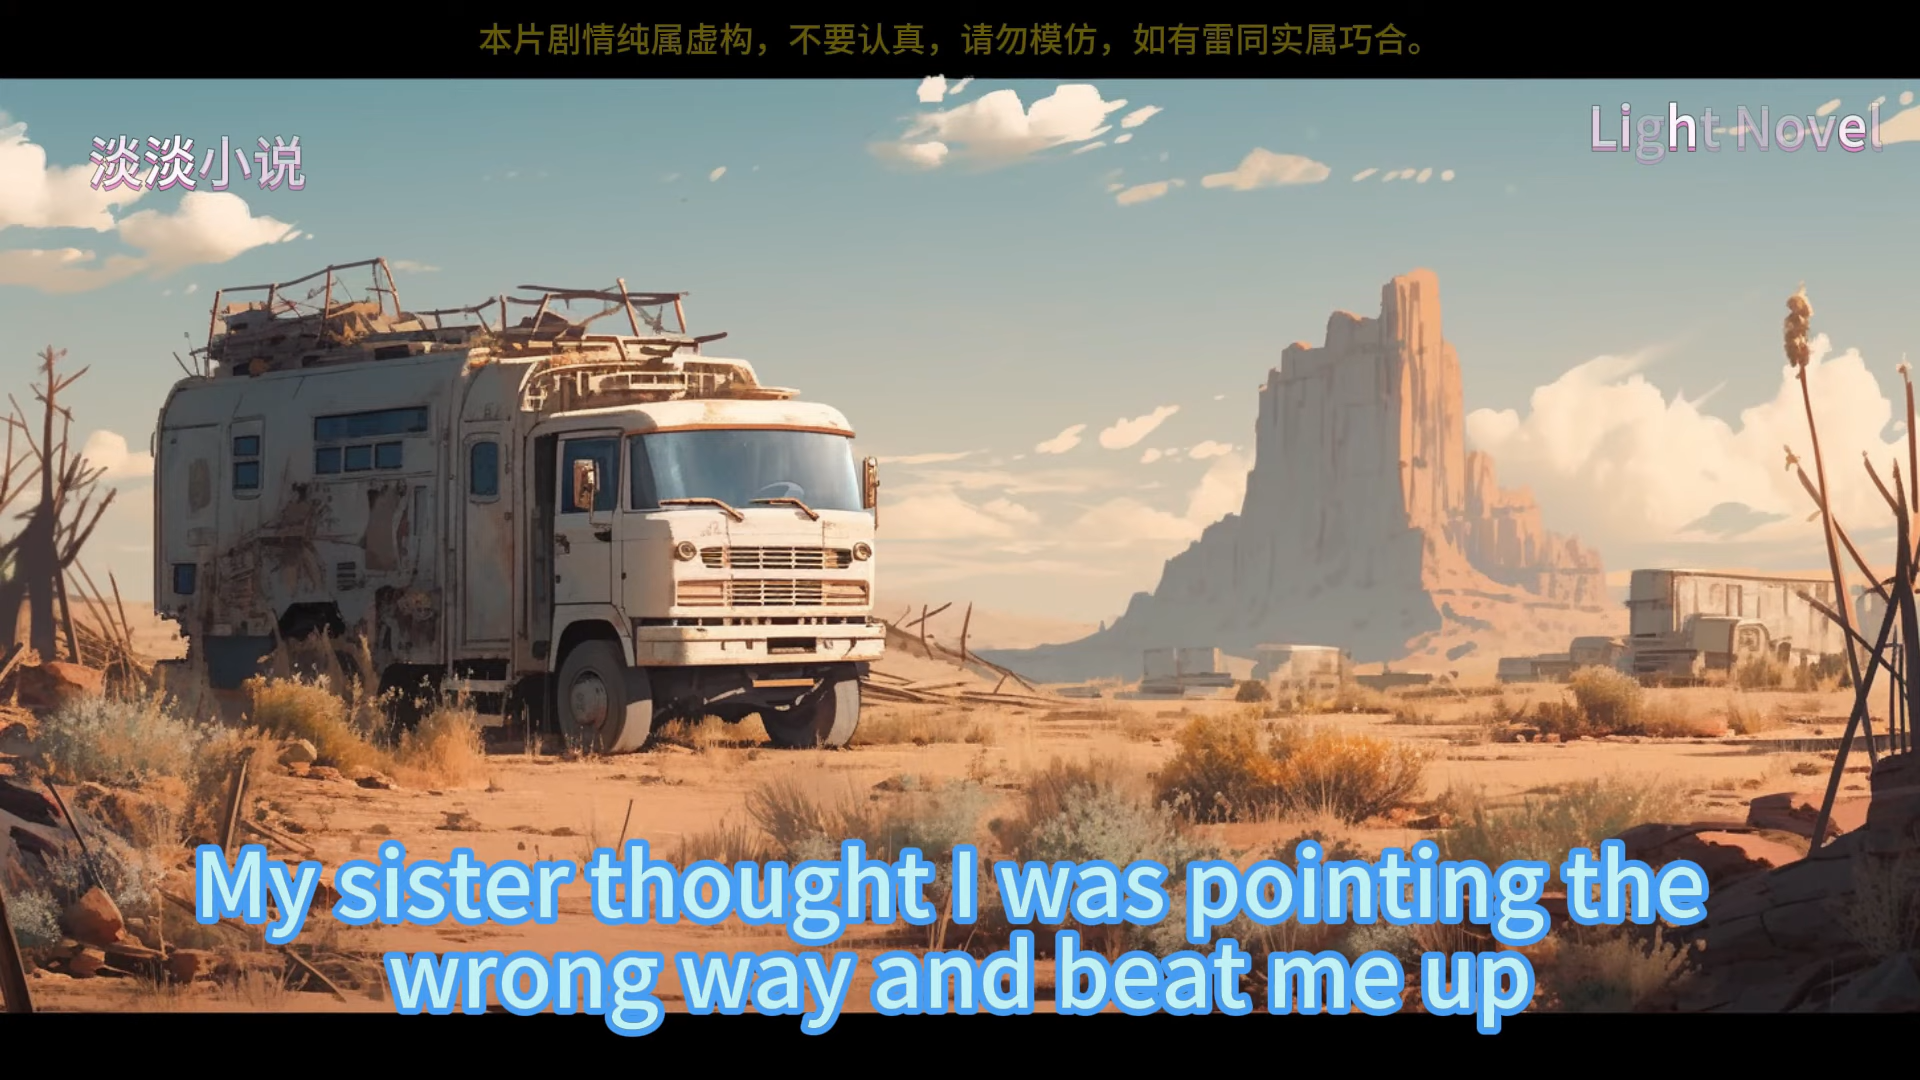 本片剧情纯属虚构，不要认真，请勿模仿，如有雷同实属巧合。
淡淡小说
Light Novel
My sister thought I was pointing the
wrong way and beat me up